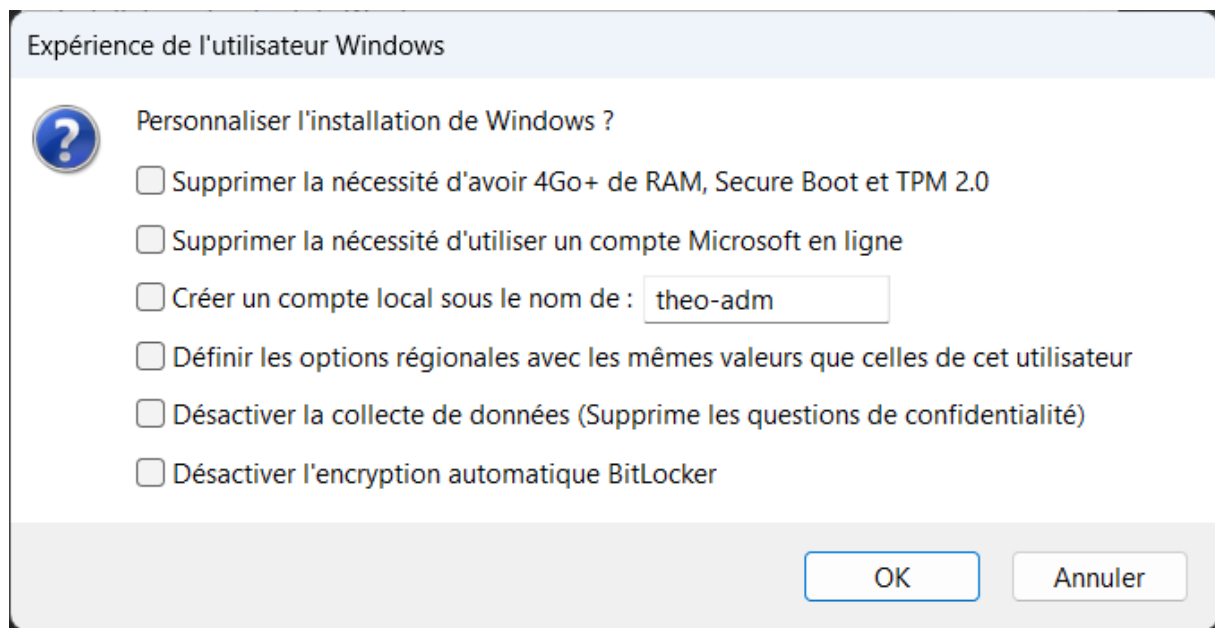 Expérience de l'utilisateur Windows
Personnaliser l'installation de Windows ?
Supprimer la nécessité d'avoir 4Go+ de RAM, Secure Boot et TPM 2.0
Supprimer la nécessité d'utiliser un compte Microsoft en ligne
Créer un compte local sous le nom de : theo-adm
Définir les options régionales avec les mêmes valeurs que celles de cet utilisateur
Désactiver la collecte de données (Supprime les questions de confidentialité)
Désactiver l'encryption automatique BitLocker
OK Annuler